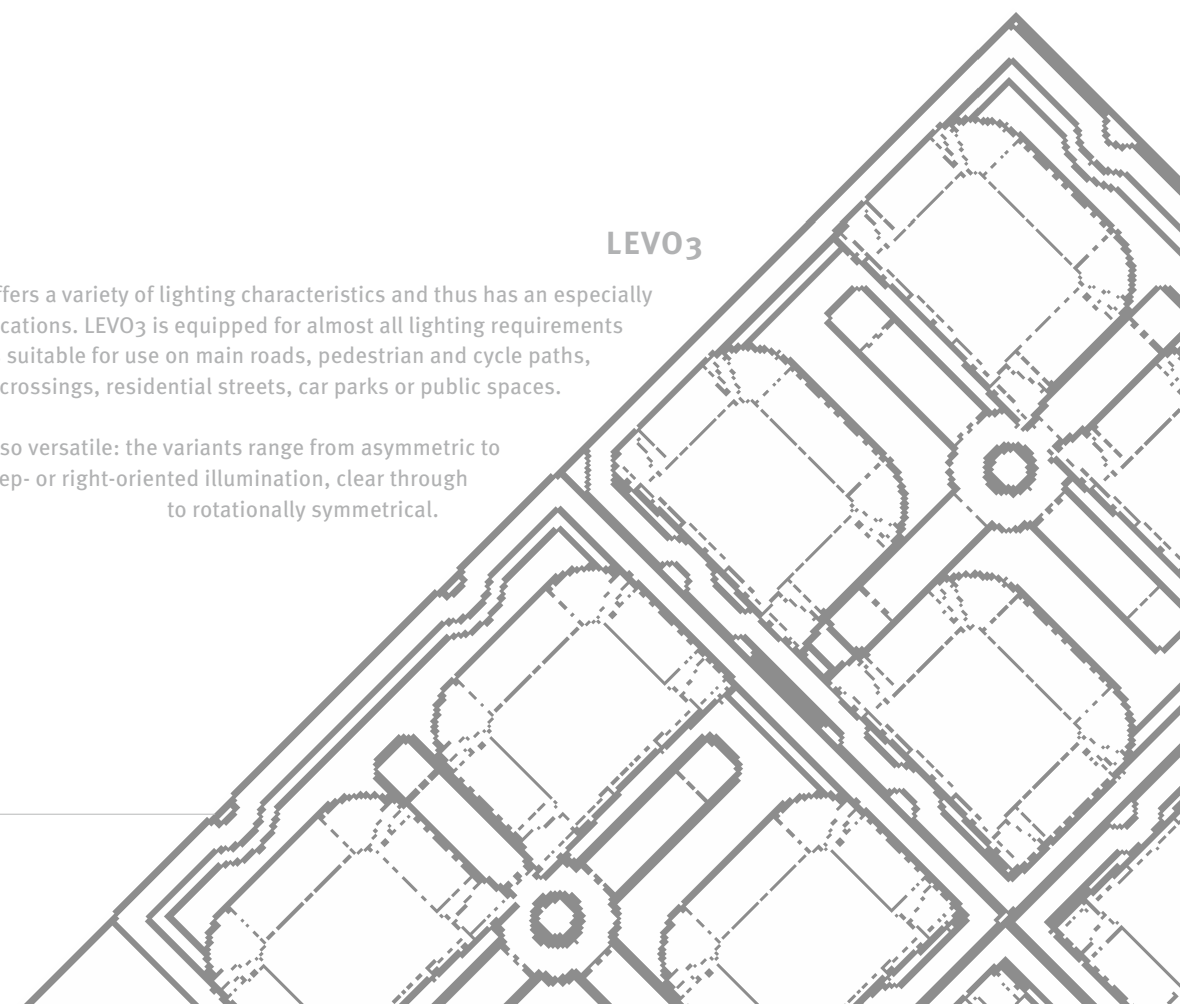 LEVO3
ffers a variety of lighting characteristics and thus has an especially
ications. LEVO3 is equipped for almost all lighting requirements
suitable for use on main roads, pedestrian and cycle paths,
crossings, residential streets, car parks or public spaces.
so versatile: the variants range from asymmetric to
ep- or right-oriented illumination, clear through
to rotationally symmetrical.